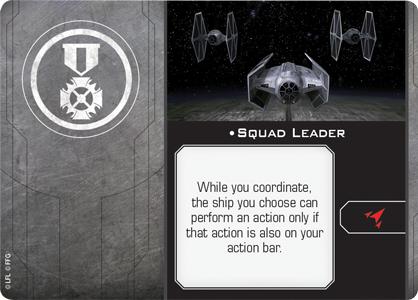 •Squad Leader
While you coordinate,
the ship you choose can
perform an action only if
that action is also on your
action bar.
©LFL ©FFG